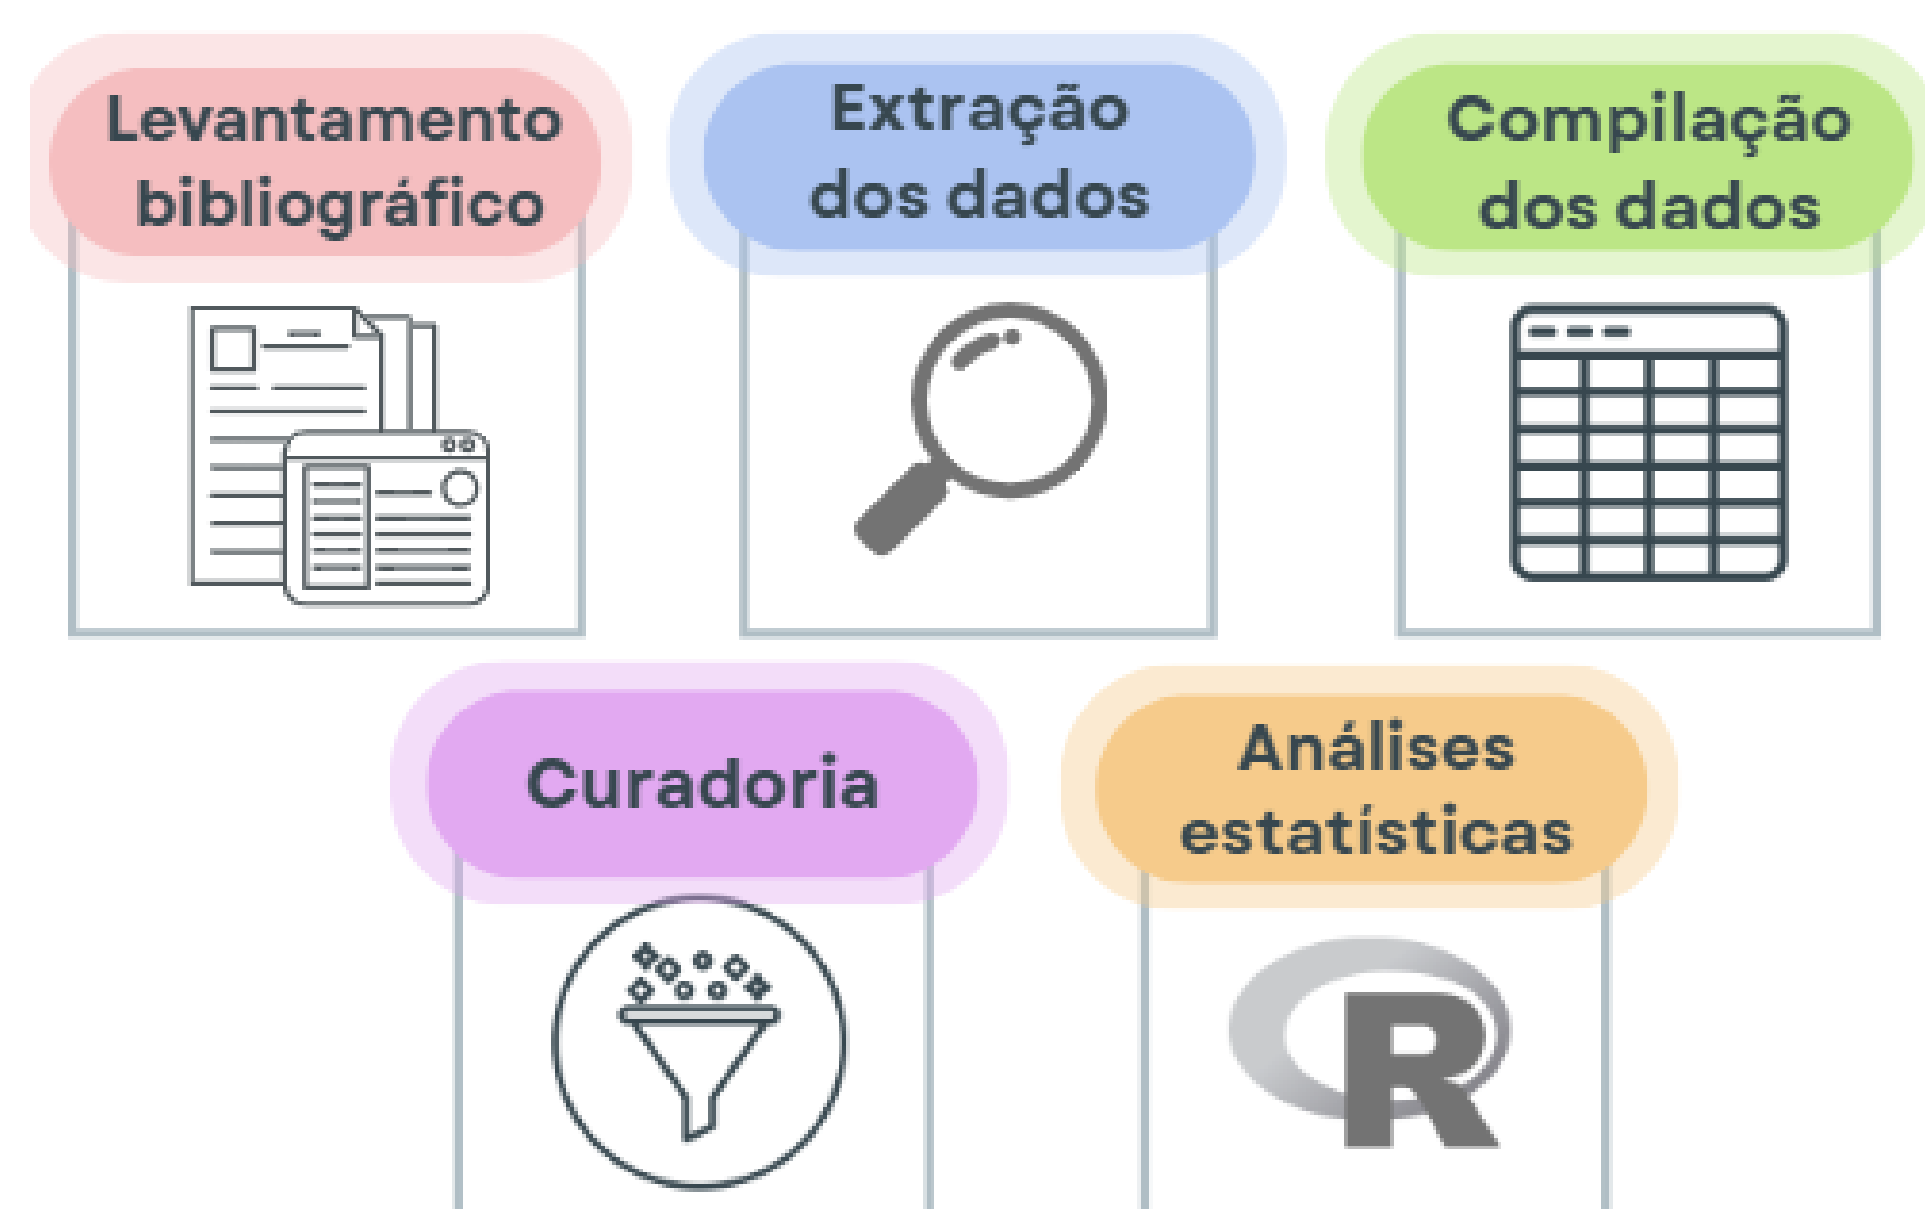 Levantamento
bibliográfico
Extração
dos dados
Compilação
dos dados
Curadoria
Análises
estatísticas
R